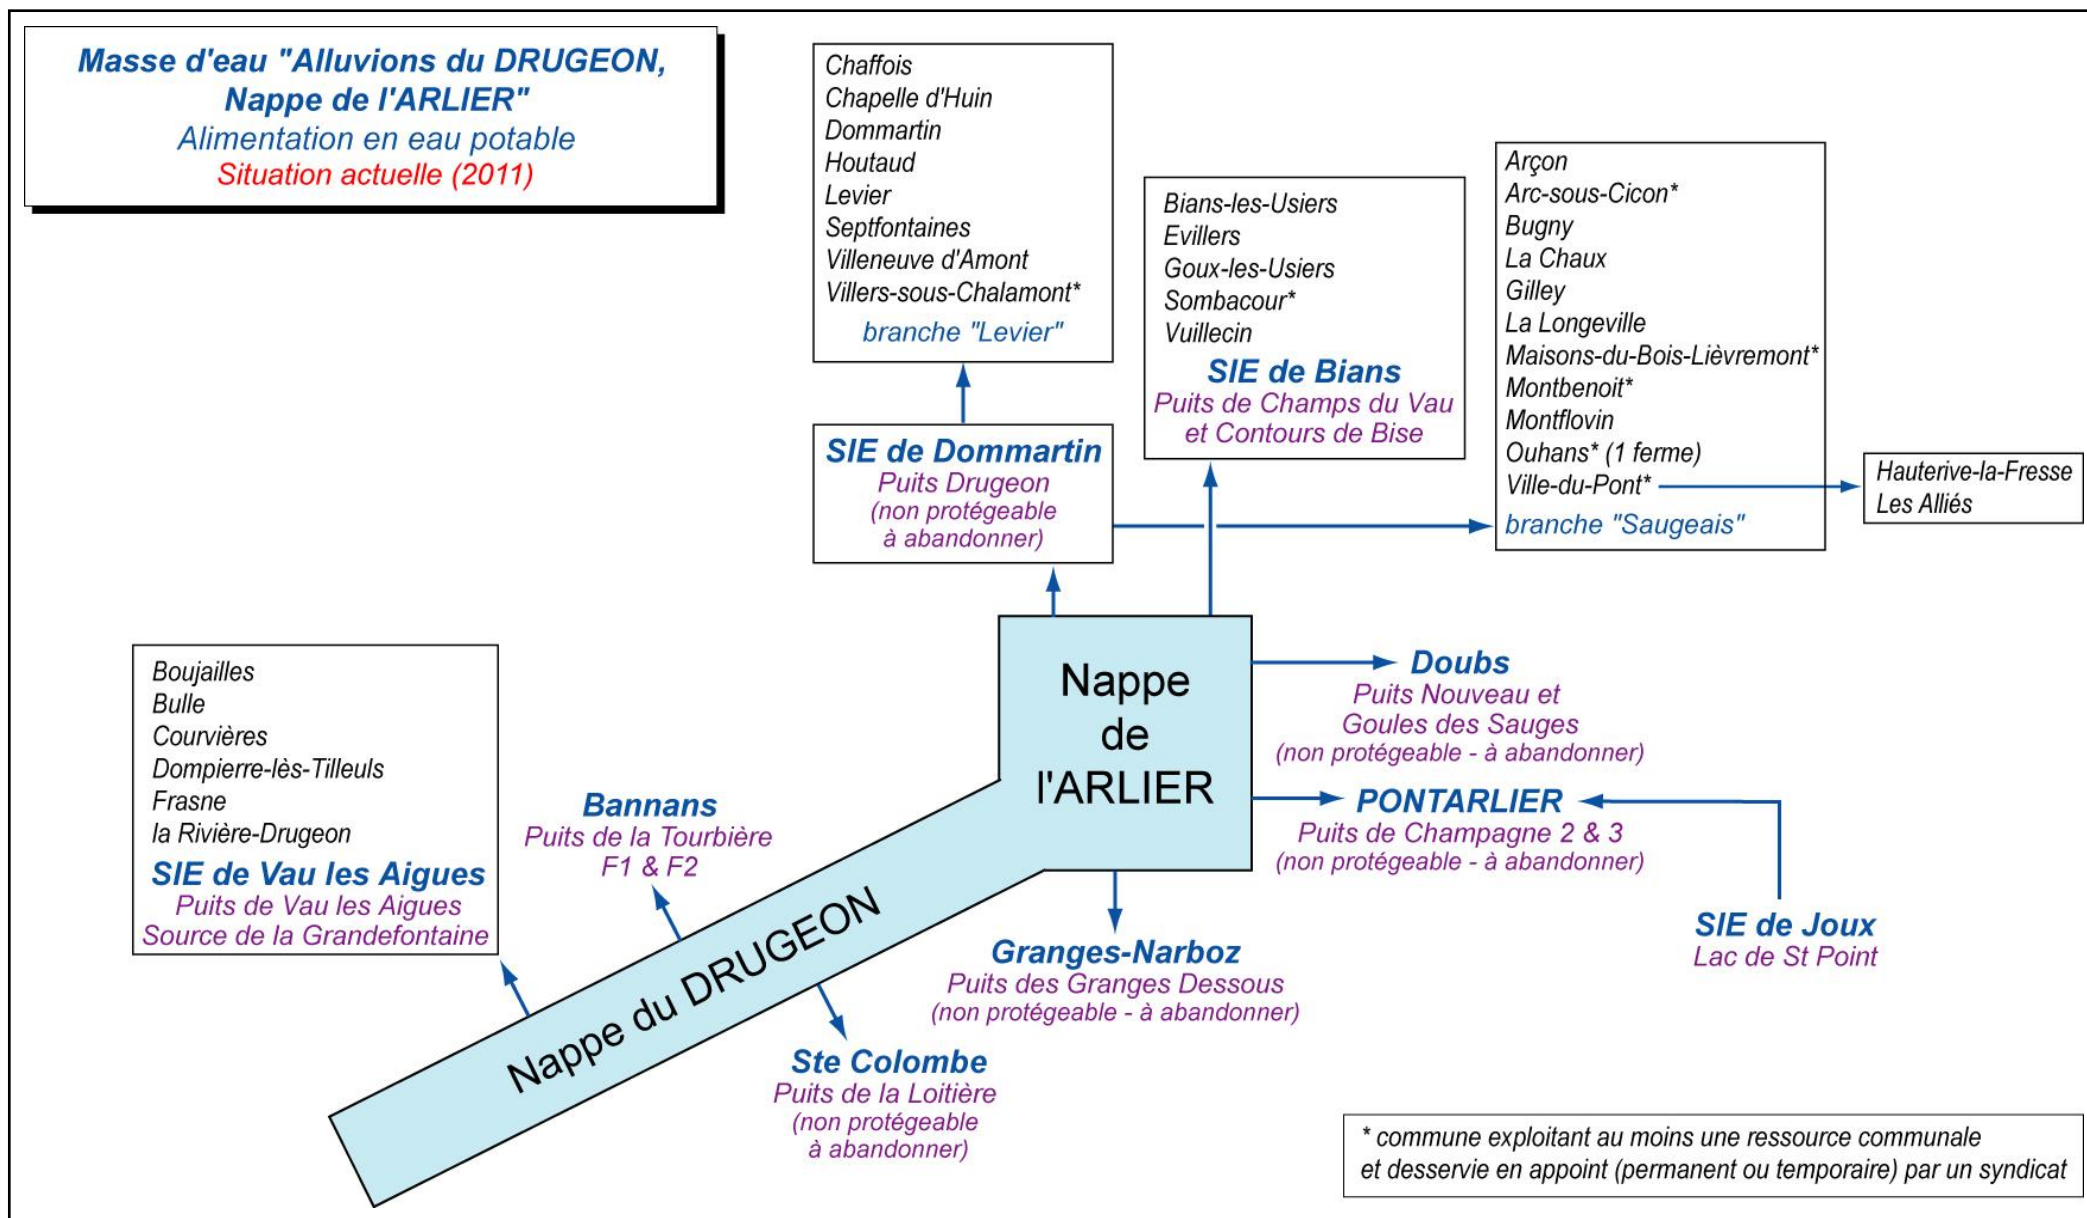 Masse d'eau "Alluvions du DRUGEON,
Nappe de l'ARLIER"
Alimentation en eau potable
Situation actuelle (2011)
Chaffois
Chapelle d'Huin
Dommartin
Houtaud
Levier
Septfontaines
Villeneuve d'Amont
Villers-sous-Chalamont*
branche "Levier"
SIE de Dommartin
Puits Drugeon
(non protégeable
à abandonner)
Bians-les-Usiers
Evillers
Goux-les-Usiers
Sombacour*
Vuillecin
SIE de Bians
Puits de Champs du Vau
et Contours de Bise
Arçon
Arc-sous-Cicon*
Bugny
La Chaux
Gilley
La Longeville
Maisons-du-Bois-Lièvremont*
Montbenoit*
Montflovin
Ouhans* (1 ferme)
Ville-du-Pont*
branche "Saugeais"
Hauterive-la-Fresse
Les Alliés
Boujailles
Bulle
Courvières
Dompierre-lès-Tilleuls
Frasne
la Rivière-Drugeon
SIE de Vau les Aigues
Puits de Vau les Aigues
Source de la Grandefontaine
Bannans
Puits de la Tourbière
F1 & F2
Nappe
de
l'ARLIER
Nappe du DRUGEON
Doubs
Puits Nouveau et
Goules des Sauges
(non protégeable - à abandonner)
PONTARLIER
Puits de Champagne 2 & 3
(non protégeable - à abandonner)
SIE de Joux
Lac de St Point
Granges-Narboz
Puits des Granges Dessous
(non protégeable - à abandonner)
Ste Colombe
Puits de la Loitière
(non protégeable
à abandonner)
* commune exploitant au moins une ressource communale
et desservie en appoint (permanent ou temporaire) par un syndicat